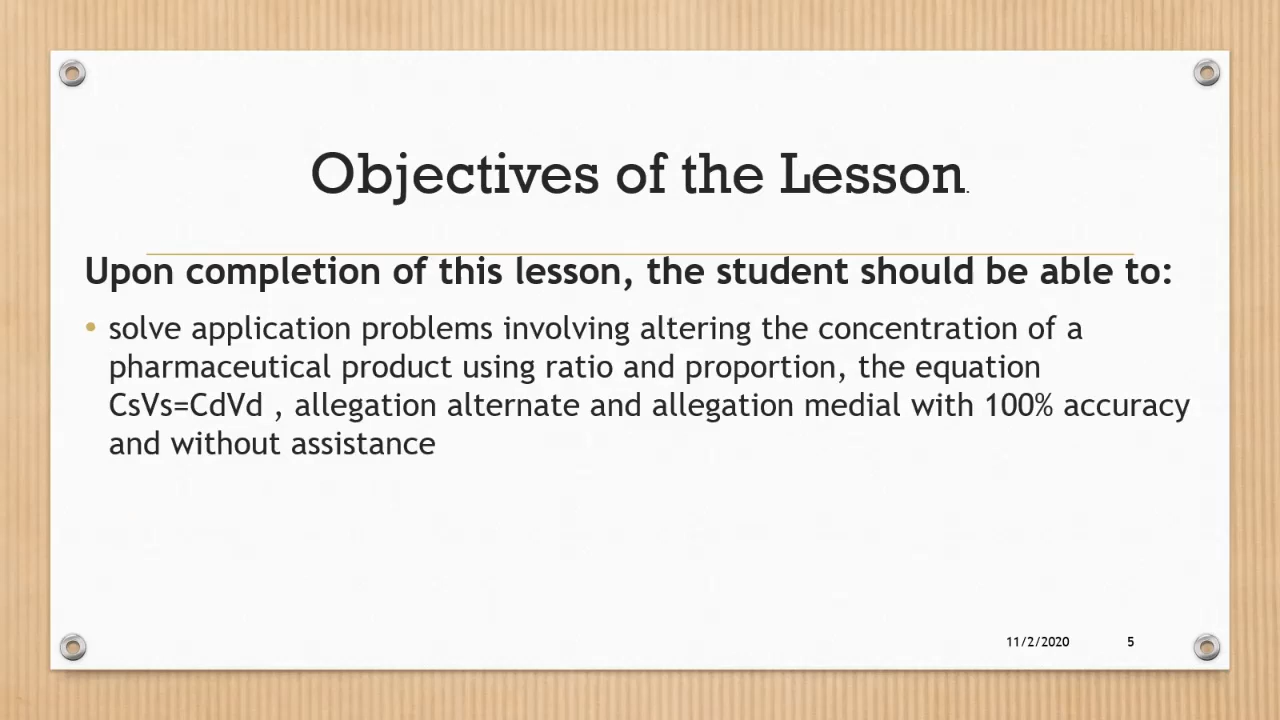 Objectives of the Lesson.
Upon completion of this lesson, the student should be able to:
• solve application problems involving altering the concentration of a
pharmaceutical product using ratio and proportion, the equation
CsVs=CdVd , allegation alternate and allegation medial with 100% accuracy
and without assistance
11/2/2020 5